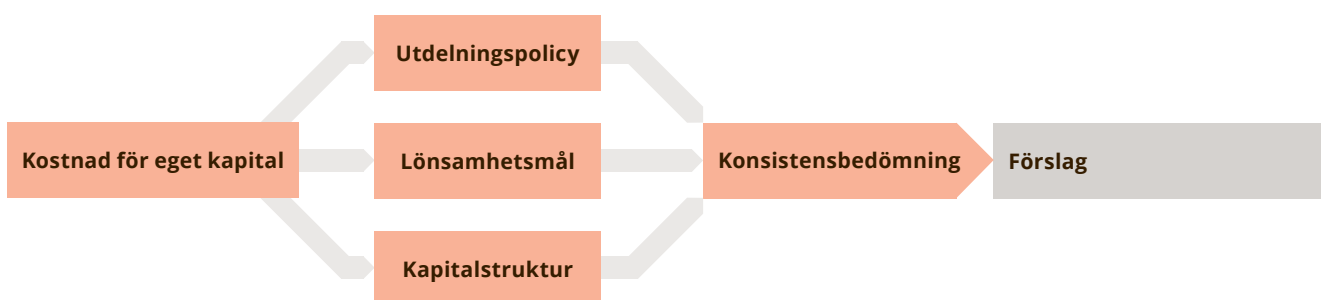 Utdelningspolicy
Kostnad för eget kapital
Lönsamhetsmål
Konsistensbedömning
Förslag
Kapitalstruktur